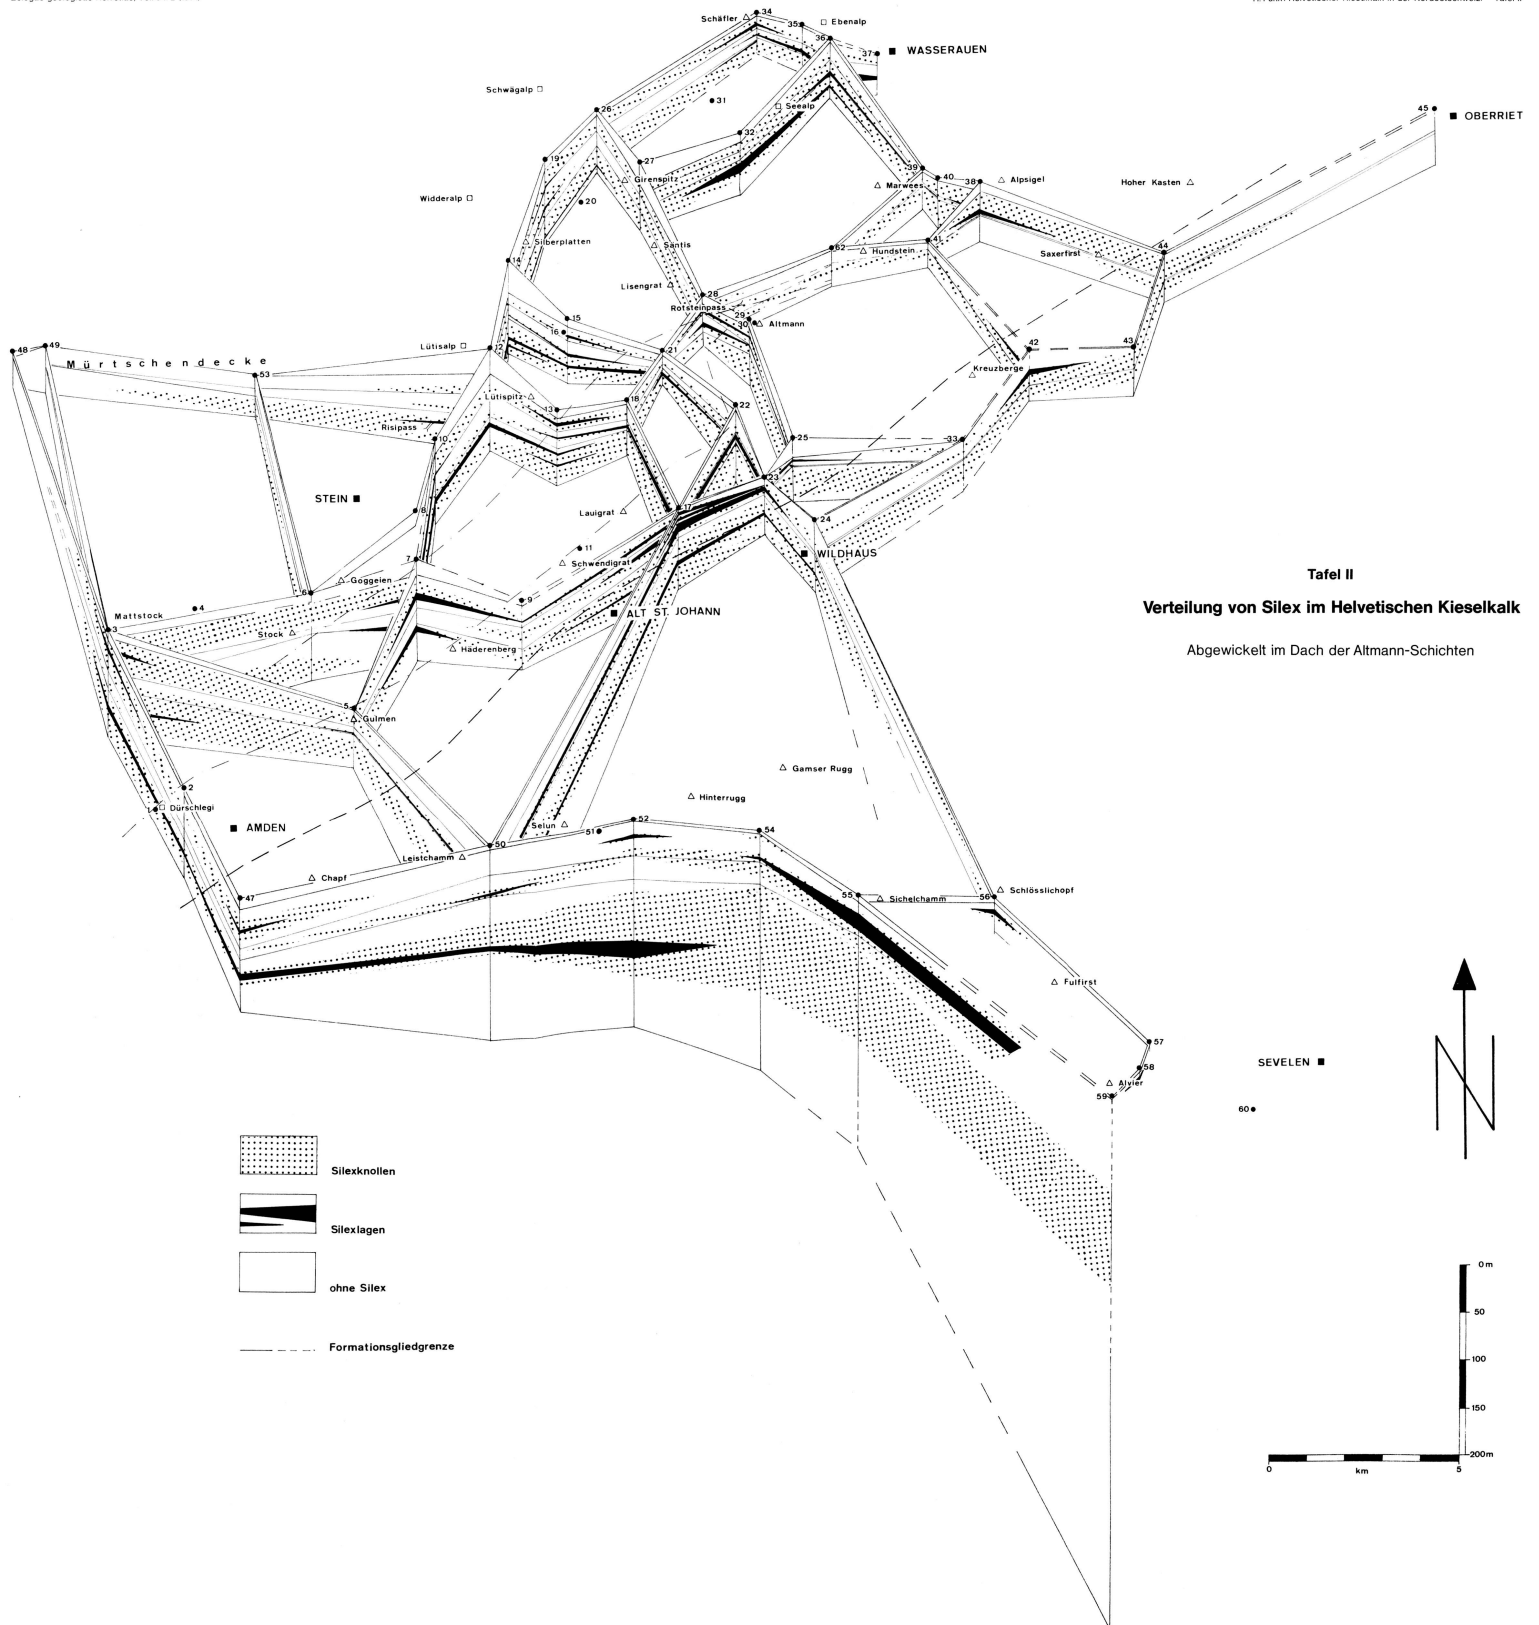 34
Schäfler
35
Ebenalp
36
37
WASSERAUEN
Schwägalp
26
31
Seealp
32
45
OBERRIET
19
27
Girenspitz
39
40
38
Alpsigel
Marwees
Hoher Kasten
Widderalp
20
Silberplatten
Säntis
62
Hundstein
41
44
Saxerfirst
14
Lisengrat
28
Rotsteinpass
15
16
29
30
Altmann
48
49
Mürtschendecke
Lütisalp
12
21
42
43
53
Kreuzberge
Lütispitz
13
18
22
Risipass
10
25
33
STEIN
8
23
Lauigrat
17
24
11
WILDHAUS
7
Schwendigrat
Goggeien
6
9
4
Mattstock
3
ALT ST. JOHANN
Stock
Häderenberg
Tafel II
Verteilung von Silex im Helvetischen Kieselkalk
Abgewickelt im Dach der Altmann-Schichten
5
Gulmen
Gamser Rugg
2
Hinterrugg
1
Dürschlegi
AMDEN
Selun
51
52
54
50
Leistchamm
Chapf
47
55
Sichelchamm
56
Schlösslichopf
Fulfirst
57
58
Alvier
59
SEVELEN
60
N
Silexknollen
Silexlagen
ohne Silex
Formationsgliedgrenze
0 m
50
100
150
200m
0
km
5